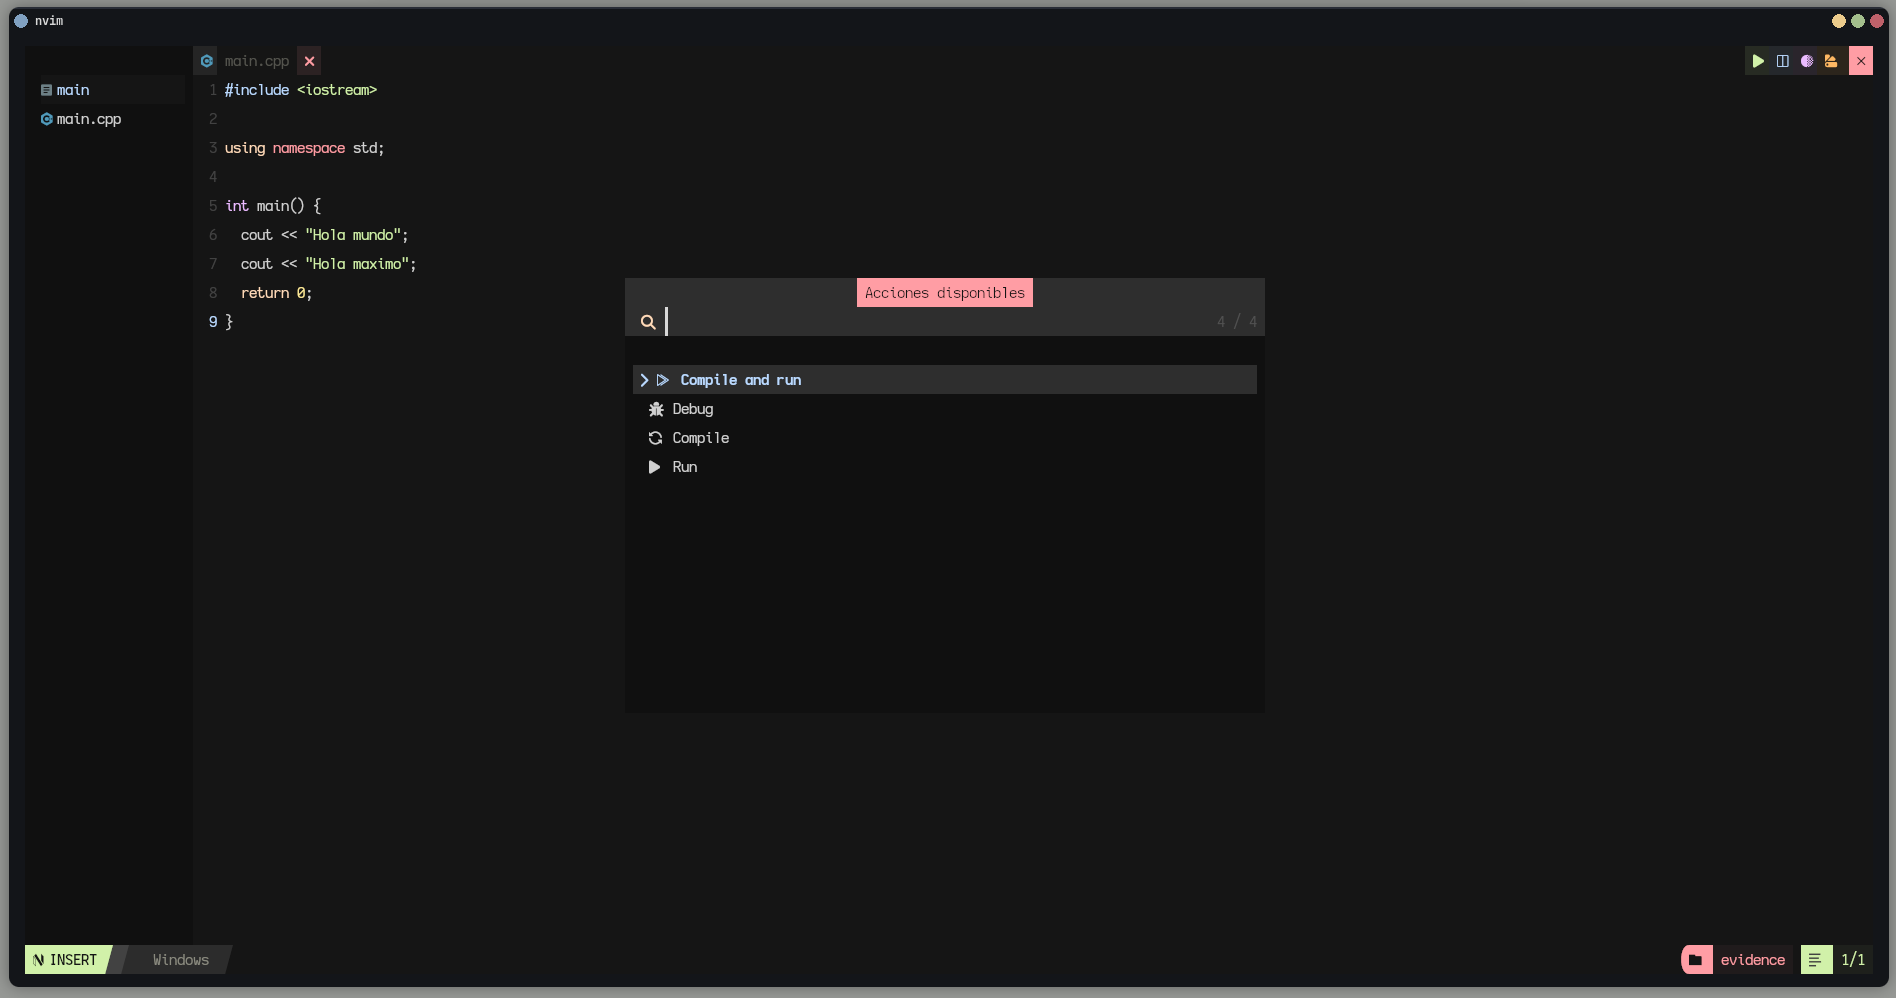 nvim
main.cpp
main
main.cpp
1 #include <iostream>
2
3 using namespace std;
4
5 int main() {
6 cout << "Hola mundo";
7 cout << "Hola maximo";
8 return 0;
9 }
Acciones disponibles
4 / 4
Compile and run
Debug
Compile
Run
INSERT
Windows
evidence
1/1